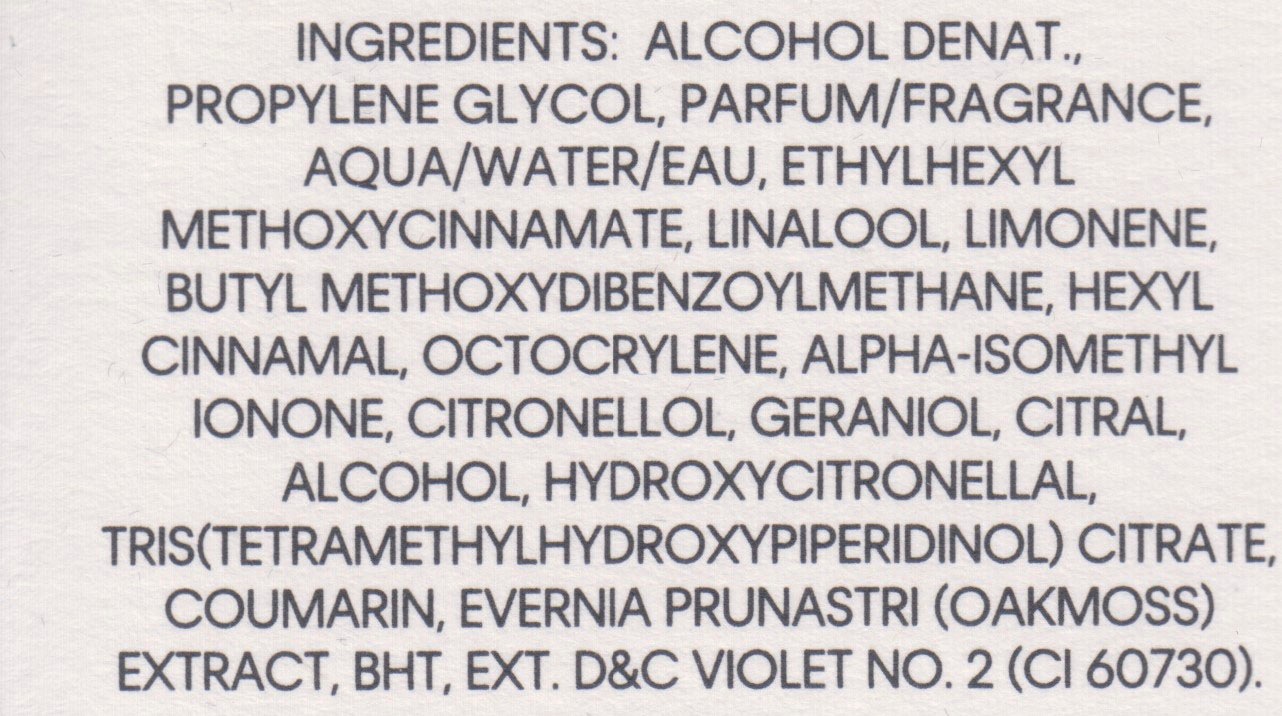 INGREDIENTS: ALCOHOL DENAT.,
PROPYLENE GLYCOL, PARFUM/FRAGRANCE,
AQUA/WATER/EAU, ETHYLHEXYL
METHOXYCINNAMATE, LINALOOL, LIMONENE,
BUTYL METHOXYDIBENZOYLMETHANE, HEXYL
CINNAMAL, OCTOCRYLENE, ALPHA-ISOMETHYL
IONONE, CITRONELLOL, GERANIOL, CITRAL,
ALCOHOL, HYDROXYCITRONELLAL,
TRIS(TETRAMETHYLHYDROXYPIPERIDINOL) CITRATE,
COUMARIN, EVERNIA PRUNASTRI (OAKMOSS)
EXTRACT, BHT, EXT. D&C VIOLET NO. 2 (CI 60730).